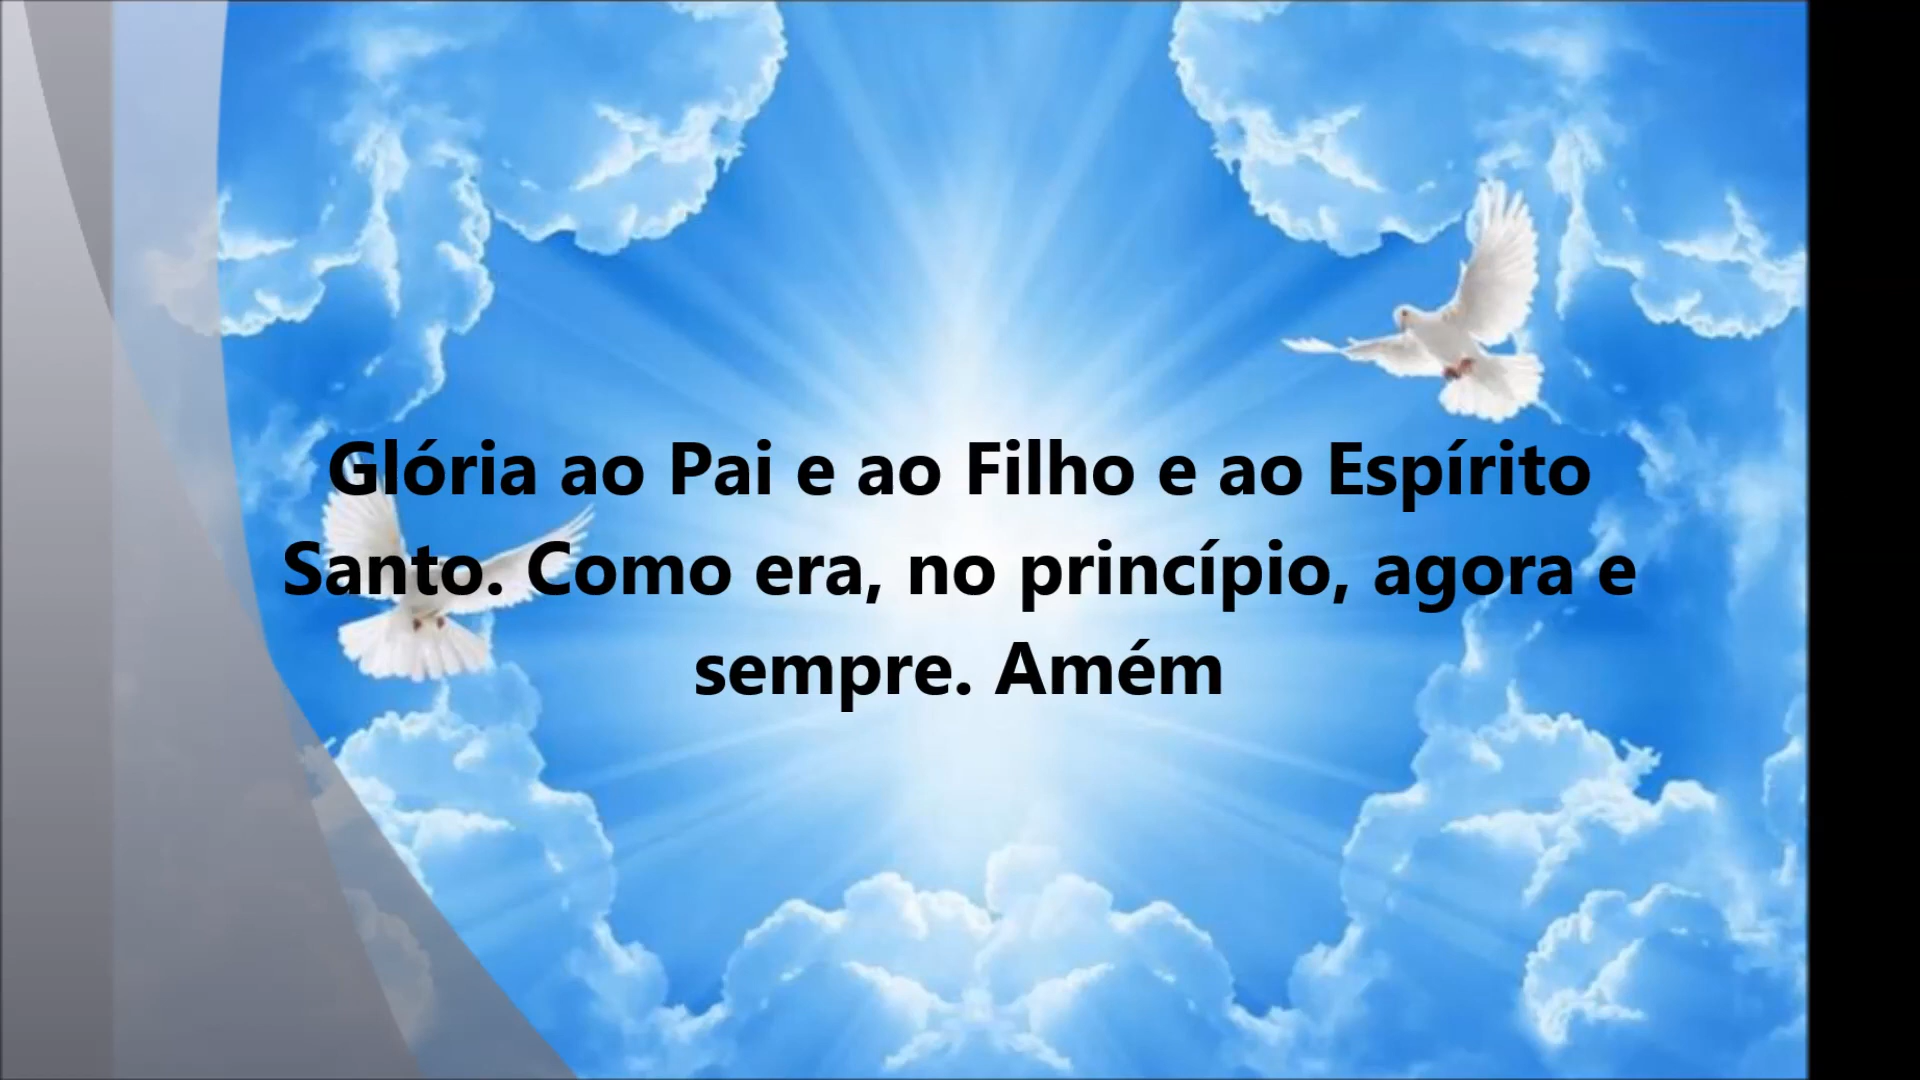 Glória ao Pai e ao Filho e ao Espírito
Santo. Como era, no princípio, agora e
sempre. Amém